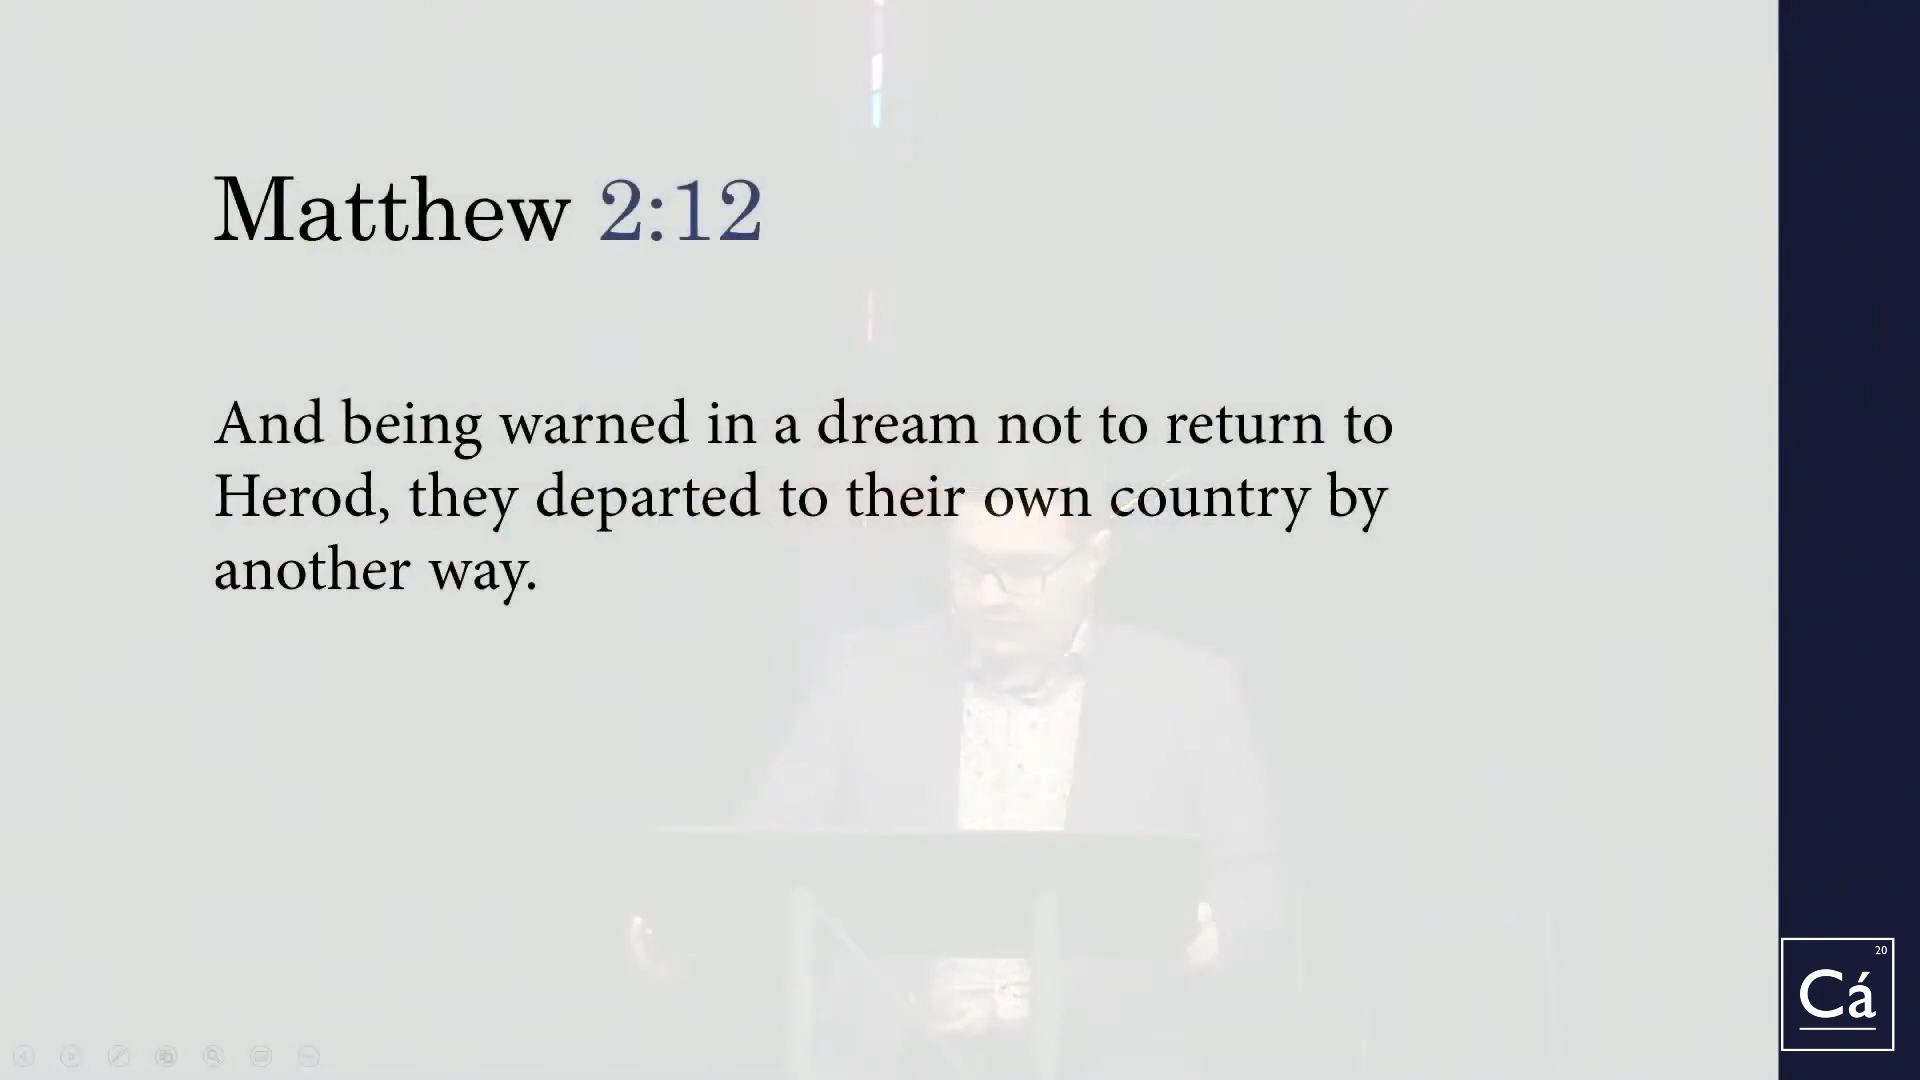 Matthew 2:12
And being warned in a dream not to return to
Herod, they departed to their own country by
another way.
20
Cá